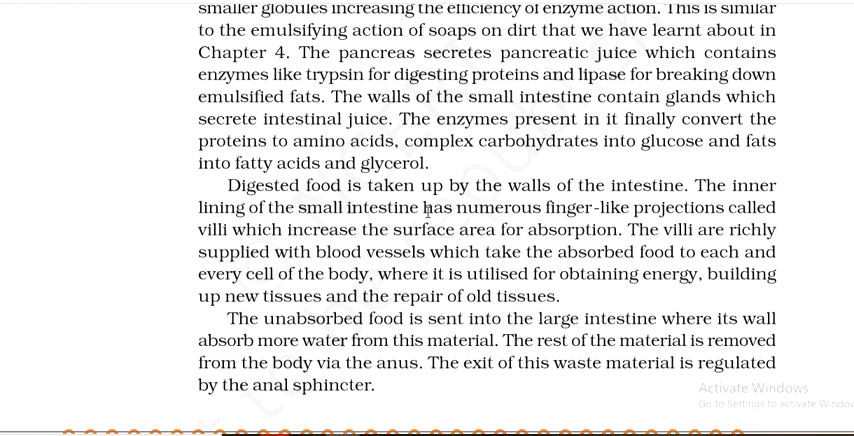 smaller globules increasing the efficiency of enzyme action. This is similar
to the emulsifying action of soaps on dirt that we have learnt about in
Chapter 4. The pancreas secretes pancreatic juice which contains
enzymes like trypsin for digesting proteins and lipase for breaking down
emulsified fats. The walls of the small intestine contain glands which
secrete intestinal juice. The enzymes present in it finally convert the
proteins to amino acids, complex carbohydrates into glucose and fats
into fatty acids and glycerol.
Digested food is taken up by the walls of the intestine. The inner
lining of the small intestine has numerous finger-like projections called
villi which increase the surface area for absorption. The villi are richly
supplied with blood vessels which take the absorbed food to each and
every cell of the body, where it is utilised for obtaining energy, building
up new tissues and the repair of old tissues.
The unabsorbed food is sent into the large intestine where its wall
absorb more water from this material. The rest of the material is removed
from the body via the anus. The exit of this waste material is regulated
by the anal sphincter.
Activate Windows
Go to Settings to activate Window